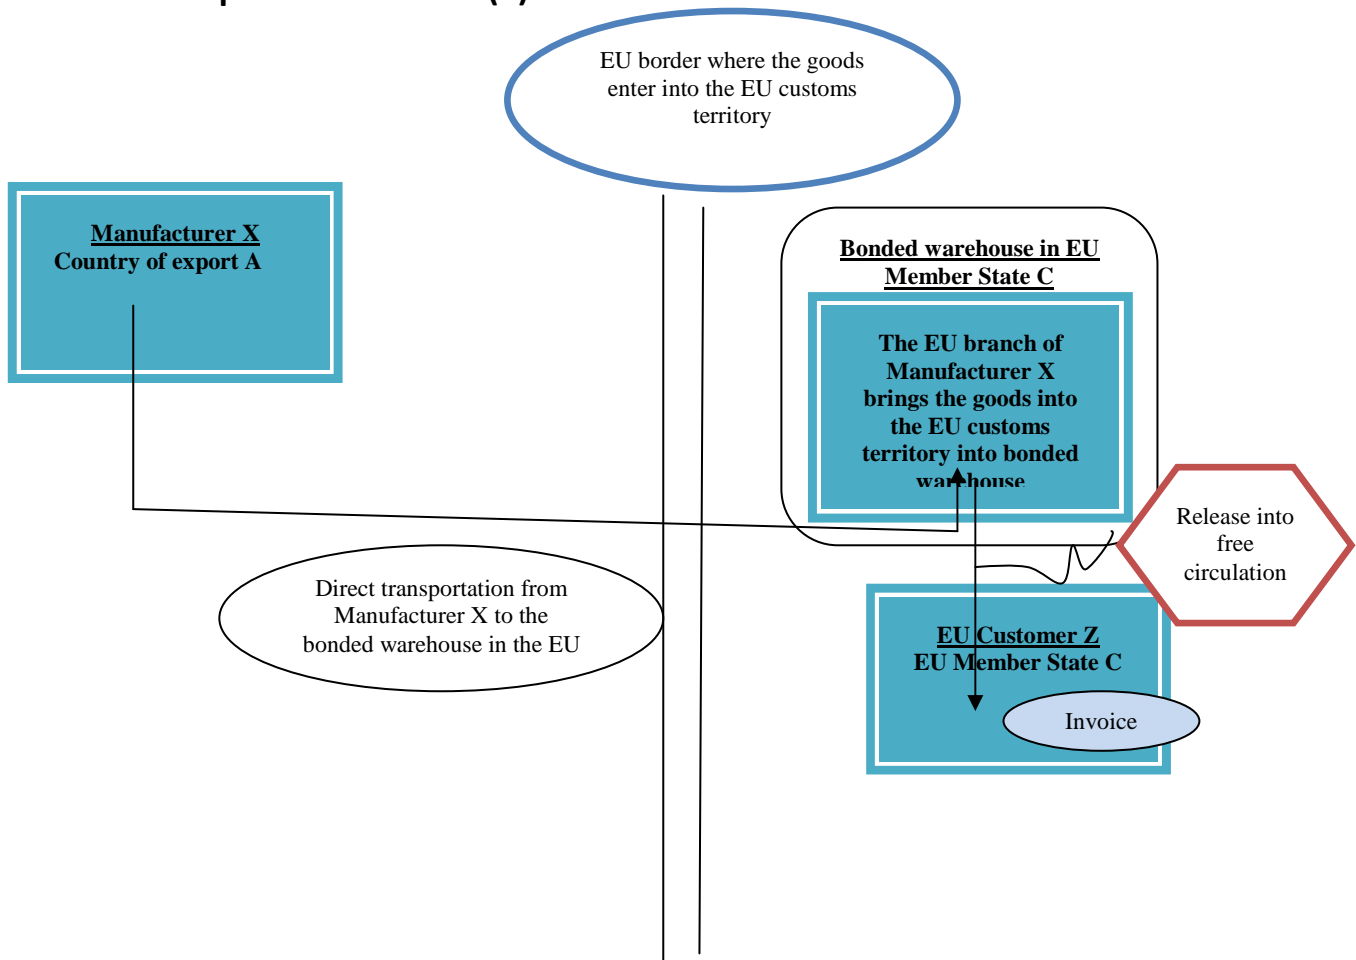 EU border where the goods
enter into the EU customs
territory
Manufacturer X
Country of export A
Bonded warehouse in EU
Member State C
The EU branch of
Manufacturer X
brings the goods into
the EU customs
territory into bonded
warehouse
Release into
free
circulation
Direct transportation from
Manufacturer X to the
bonded warehouse in the EU
EU Customer Z
EU Member State C
Invoice